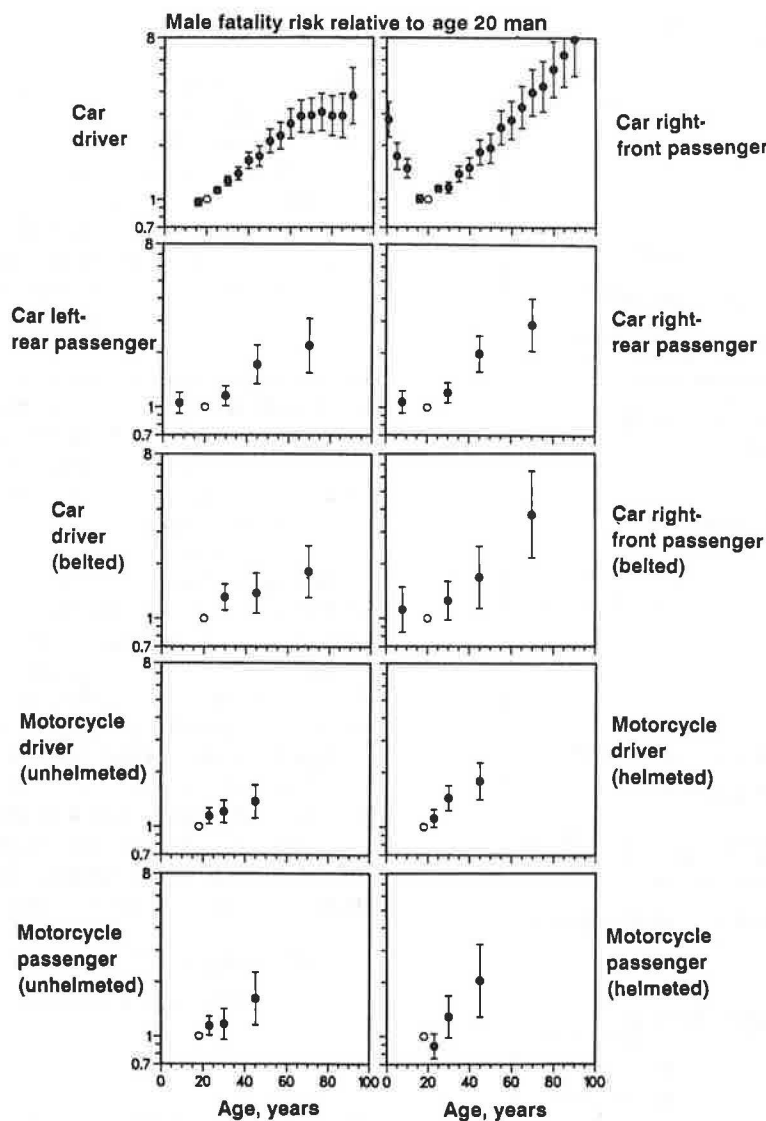 Male fatality risk relative to age 20 man
8
Car
driver
Car right-
front passenger
1
0.7
8
Car left-
rear passenger
Car right-
rear passenger
1
0.7
8
Car
driver
(belted)
Car right-
front passenger
(belted)
1
0.7
8
Motorcycle
driver
(unhelmeted)
Motorcycle
driver
(helmeted)
1
0.7
8
Motorcycle
passenger
(unhelmeted)
Motorcycle
passenger
(helmeted)
1
0.7
0 20 40 60 80 100 0 20 40 60 80 100
Age, years Age, years